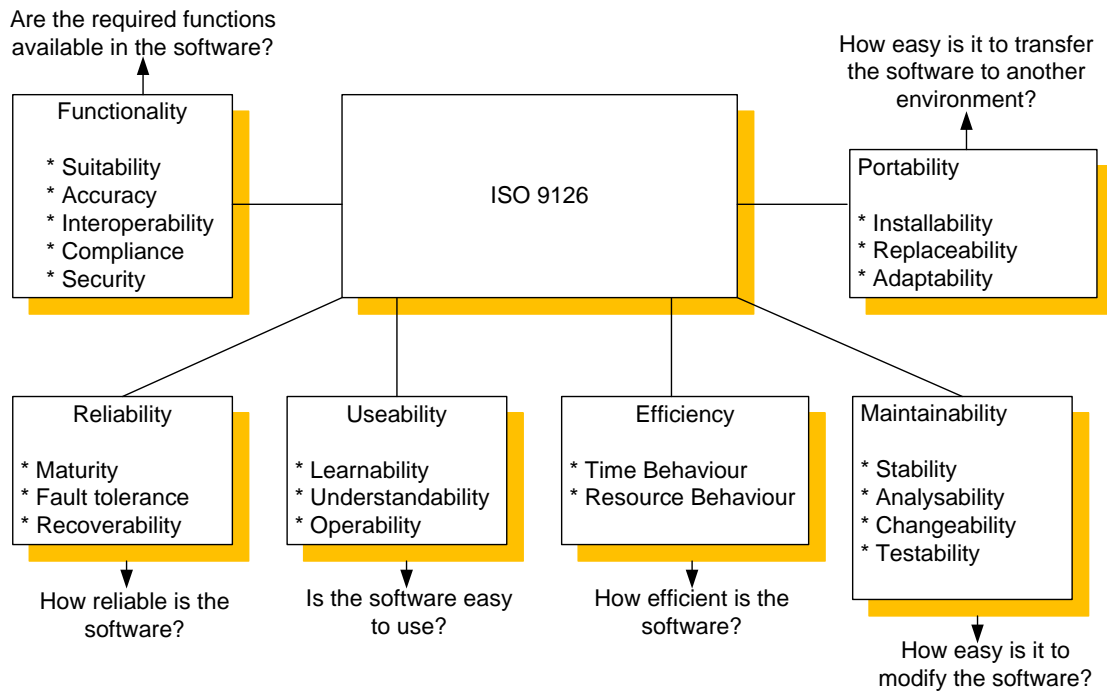 Are the required functions
available in the software?
How easy is it to transfer
the software to another
environment?
Functionality
* Suitability
* Accuracy
* Interoperability
* Compliance
* Security
ISO 9126
Portability
* Installability
* Replaceability
* Adaptability
Reliability
* Maturity
* Fault tolerance
* Recoverability
Useability
* Learnability
* Understandability
* Operability
Efficiency
* Time Behaviour
* Resource Behaviour
Maintainability
* Stability
* Analysability
* Changeability
* Testability
How reliable is the
software?
Is the software easy
to use?
How efficient is the
software?
How easy is it to
modify the software?